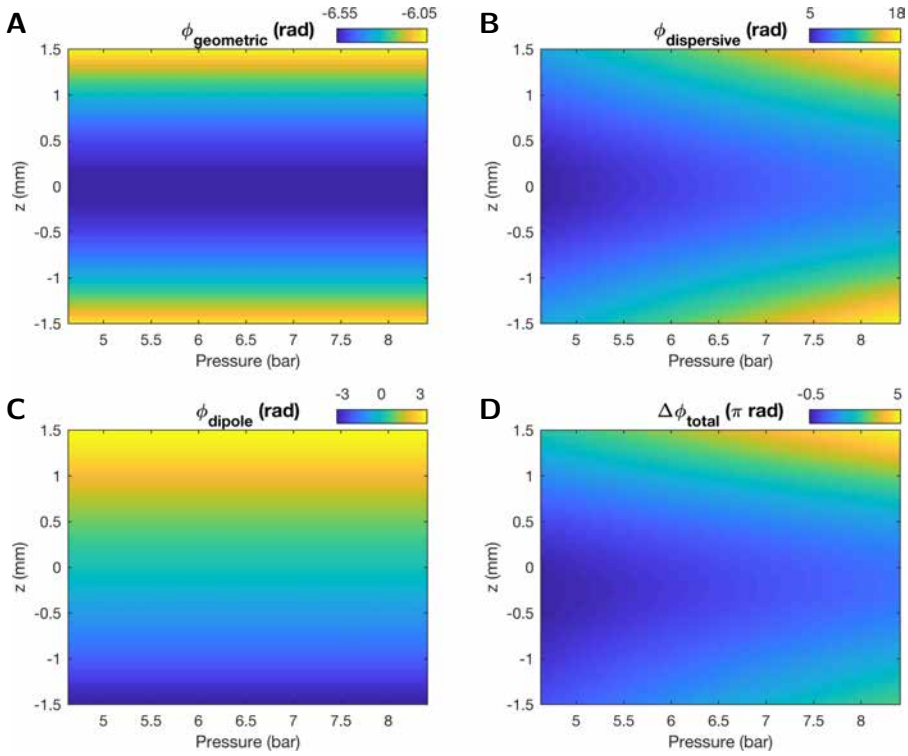 A
ϕgeometric (rad)
-6.55 -6.05
1.5
1
0.5
0
-0.5
-1
-1.5
z (mm)
5 5.5 6 6.5 7 7.5 8
Pressure (bar)
B
ϕdispersive (rad)
5 18
1.5
1
0.5
0
-0.5
-1
-1.5
z (mm)
5 5.5 6 6.5 7 7.5 8
Pressure (bar)
C
ϕdipole (rad)
-3 0 3
1.5
1
0.5
0
-0.5
-1
-1.5
z (mm)
5 5.5 6 6.5 7 7.5 8
Pressure (bar)
D
Δϕtotal (π rad)
-0.5 5
1.5
1
0.5
0
-0.5
-1
-1.5
z (mm)
5 5.5 6 6.5 7 7.5 8
Pressure (bar)